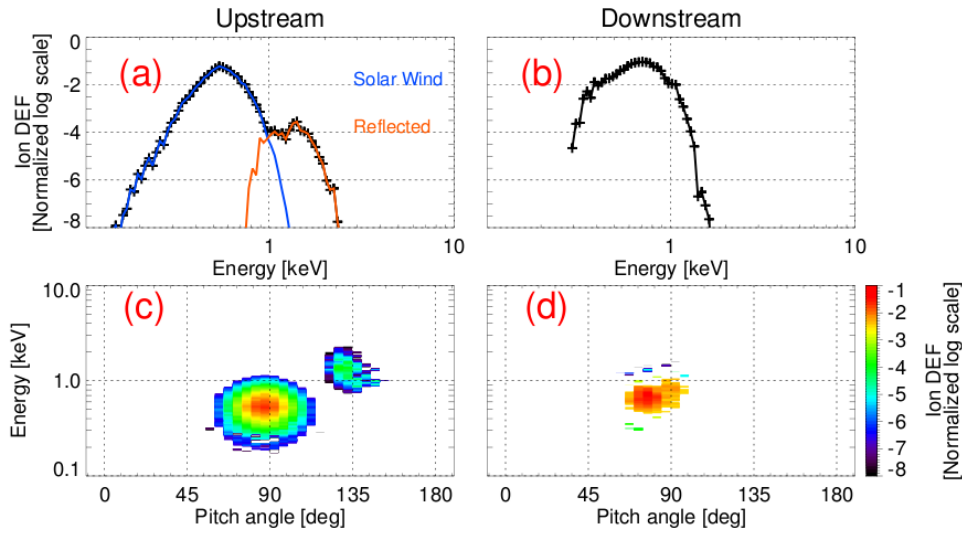 Upstream
Downstream
Ion DEF
[Normalized log scale]
0
-2
-4
-6
-8
(a)
Solar Wind
Reflected
(b)
1
10
1
10
Energy [keV]
Energy [keV]
Energy [keV]
10.0
1.0
0.1
(c)
(d)
-1
-2
-3
-4
-5
-6
-7
-8
Ion DEF
[Normalized log scale]
0
45
90
135
180
0
45
90
135
180
Pitch angle [deg]
Pitch angle [deg]